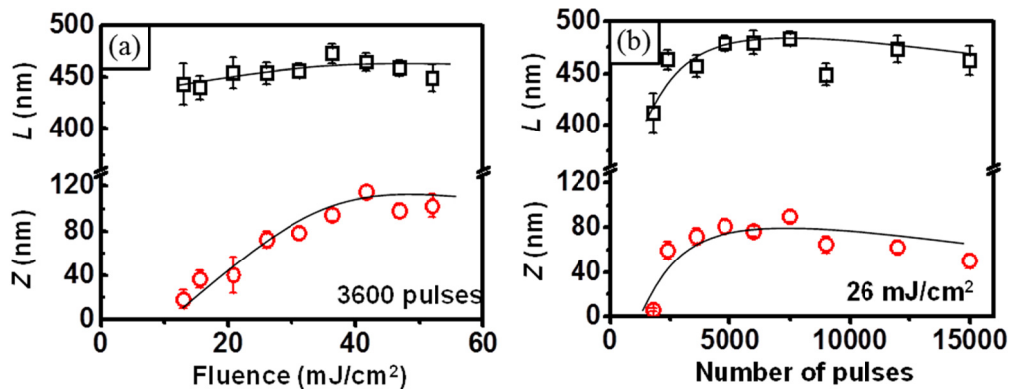 (a)
500
450
400
L (nm)
120
80
40
0
Z (nm)
3600 pulses
0 20 40 60
Fluence (mJ/cm²)
(b)
500
450
400
L (nm)
120
80
40
0
Z (nm)
26 mJ/cm²
0 5000 10000 15000
Number of pulses